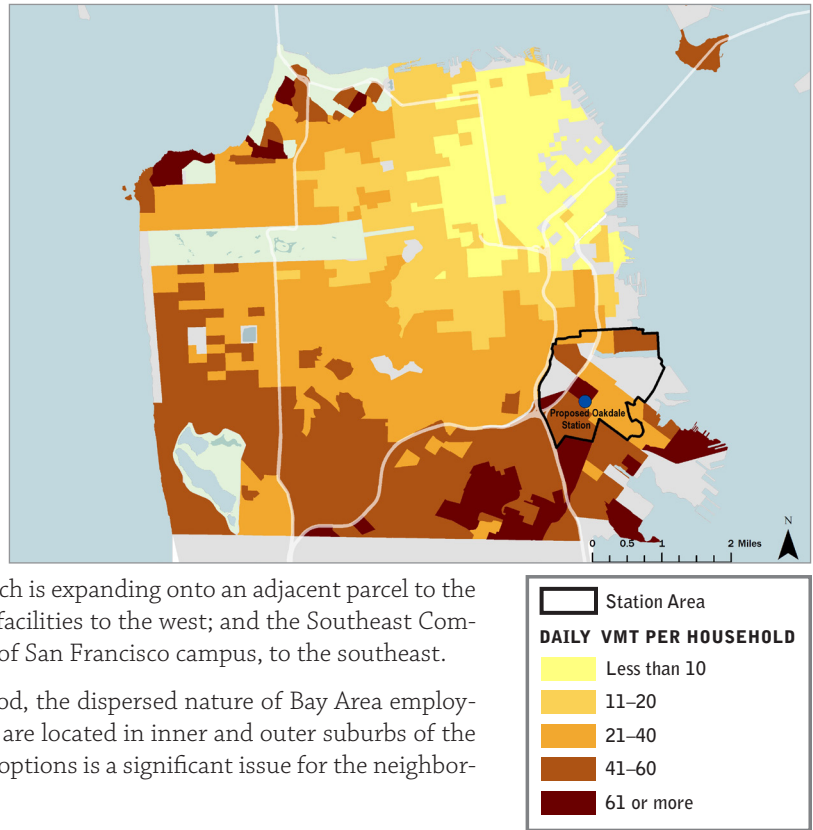 Proposed Oakdale
Station
N
0 0.5 1 2 Miles
ch is expanding onto an adjacent parcel to the
facilities to the west; and the Southeast Com-
of San Francisco campus, to the southeast.
od, the dispersed nature of Bay Area employ-
are located in inner and outer suburbs of the
options is a significant issue for the neighbor-
Station Area
DAILY VMT PER HOUSEHOLD
Less than 10
11–20
21–40
41–60
61 or more